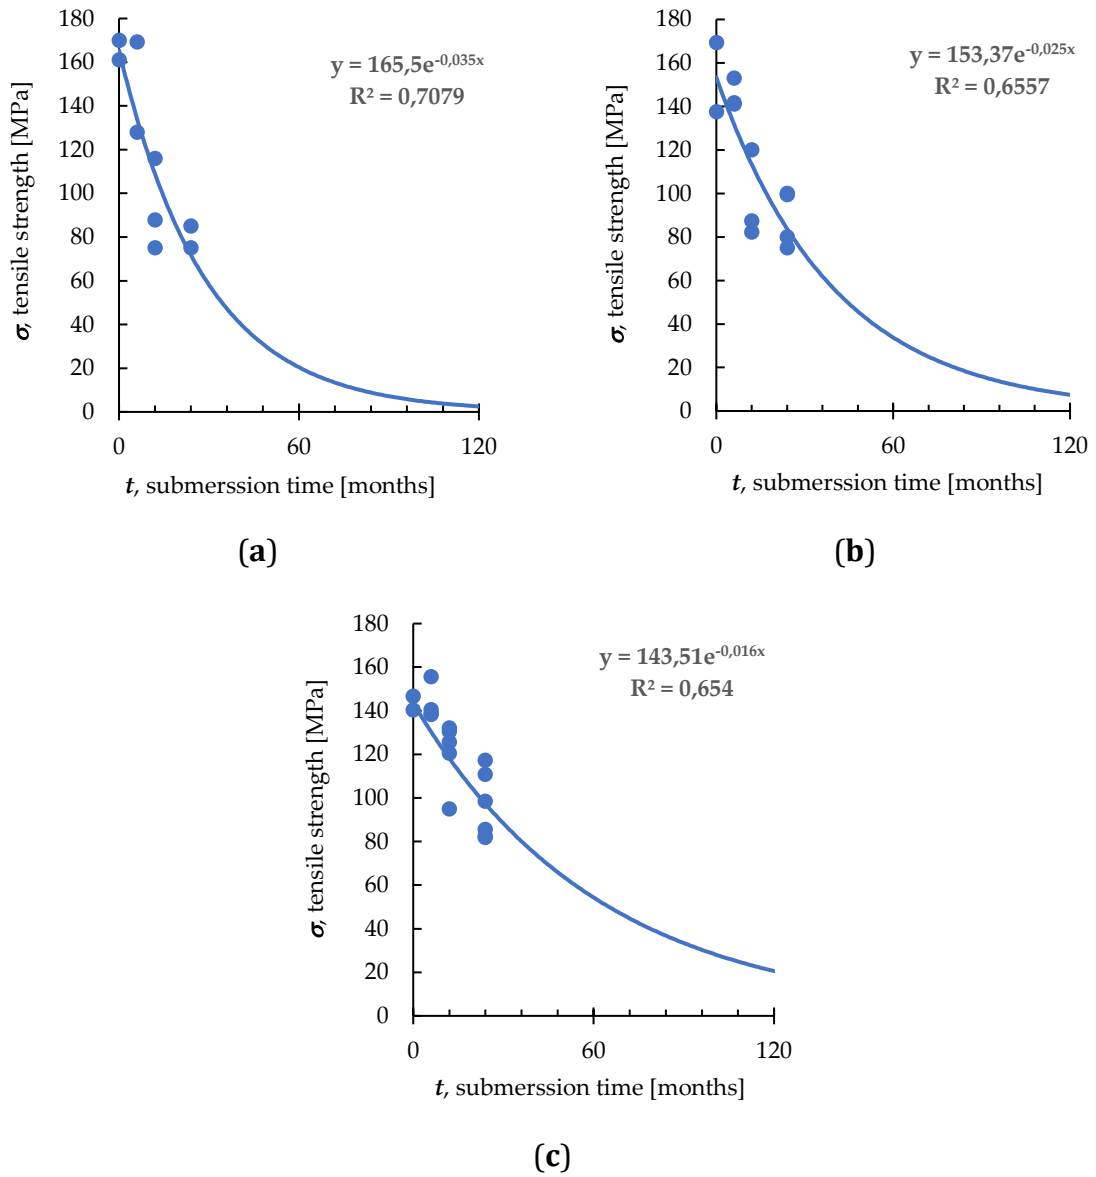 180
160
140
120
100
80
60
40
20
0
σ, tensile strength [MPa]
y = 165,5e^-0,035x
R² = 0,7079
0 60 120
t, submerssion time [months]
(a)
180
160
140
120
100
80
60
40
20
0
σ, tensile strength [MPa]
y = 153,37e^-0,025x
R² = 0,6557
0 60 120
t, submerssion time [months]
(b)
180
160
140
120
100
80
60
40
20
0
σ, tensile strength [MPa]
y = 143,51e^-0,016x
R² = 0,654
0 60 120
t, submerssion time [months]
(c)